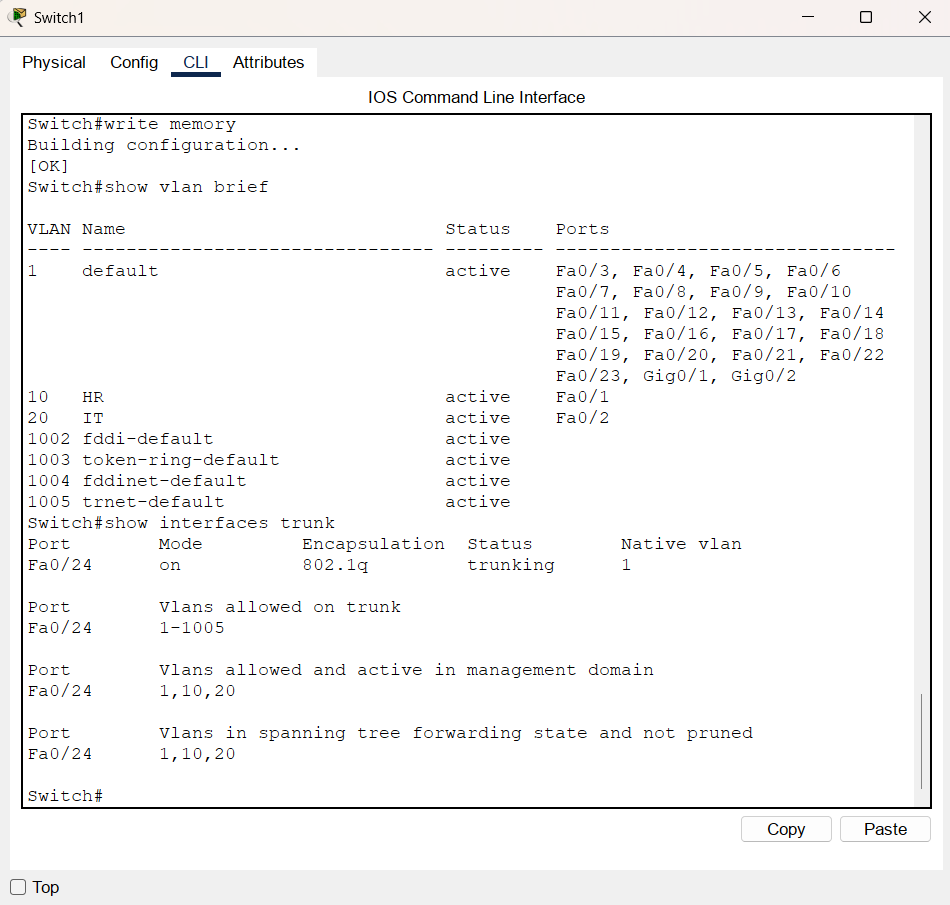 Switch1
Physical Config CLI Attributes
IOS Command Line Interface
Switch#write memory
Building configuration...
[OK]
Switch#show vlan brief
VLAN Name Status Ports
---- -------------------------------- --------- -------------------------------
1 default active Fa0/3, Fa0/4, Fa0/5, Fa0/6
Fa0/7, Fa0/8, Fa0/9, Fa0/10
Fa0/11, Fa0/12, Fa0/13, Fa0/14
Fa0/15, Fa0/16, Fa0/17, Fa0/18
Fa0/19, Fa0/20, Fa0/21, Fa0/22
Fa0/23, Gig0/1, Gig0/2
10 HR active Fa0/1
20 IT active Fa0/2
1002 fddi-default active
1003 token-ring-default active
1004 fddinet-default active
1005 trnet-default active
Switch#show interfaces trunk
Port Mode Encapsulation Status Native vlan
Fa0/24 on 802.1q trunking 1
Port Vlans allowed on trunk
Fa0/24 1-1005
Port Vlans allowed and active in management domain
Fa0/24 1,10,20
Port Vlans in spanning tree forwarding state and not pruned
Fa0/24 1,10,20
Switch#
Copy Paste
Top